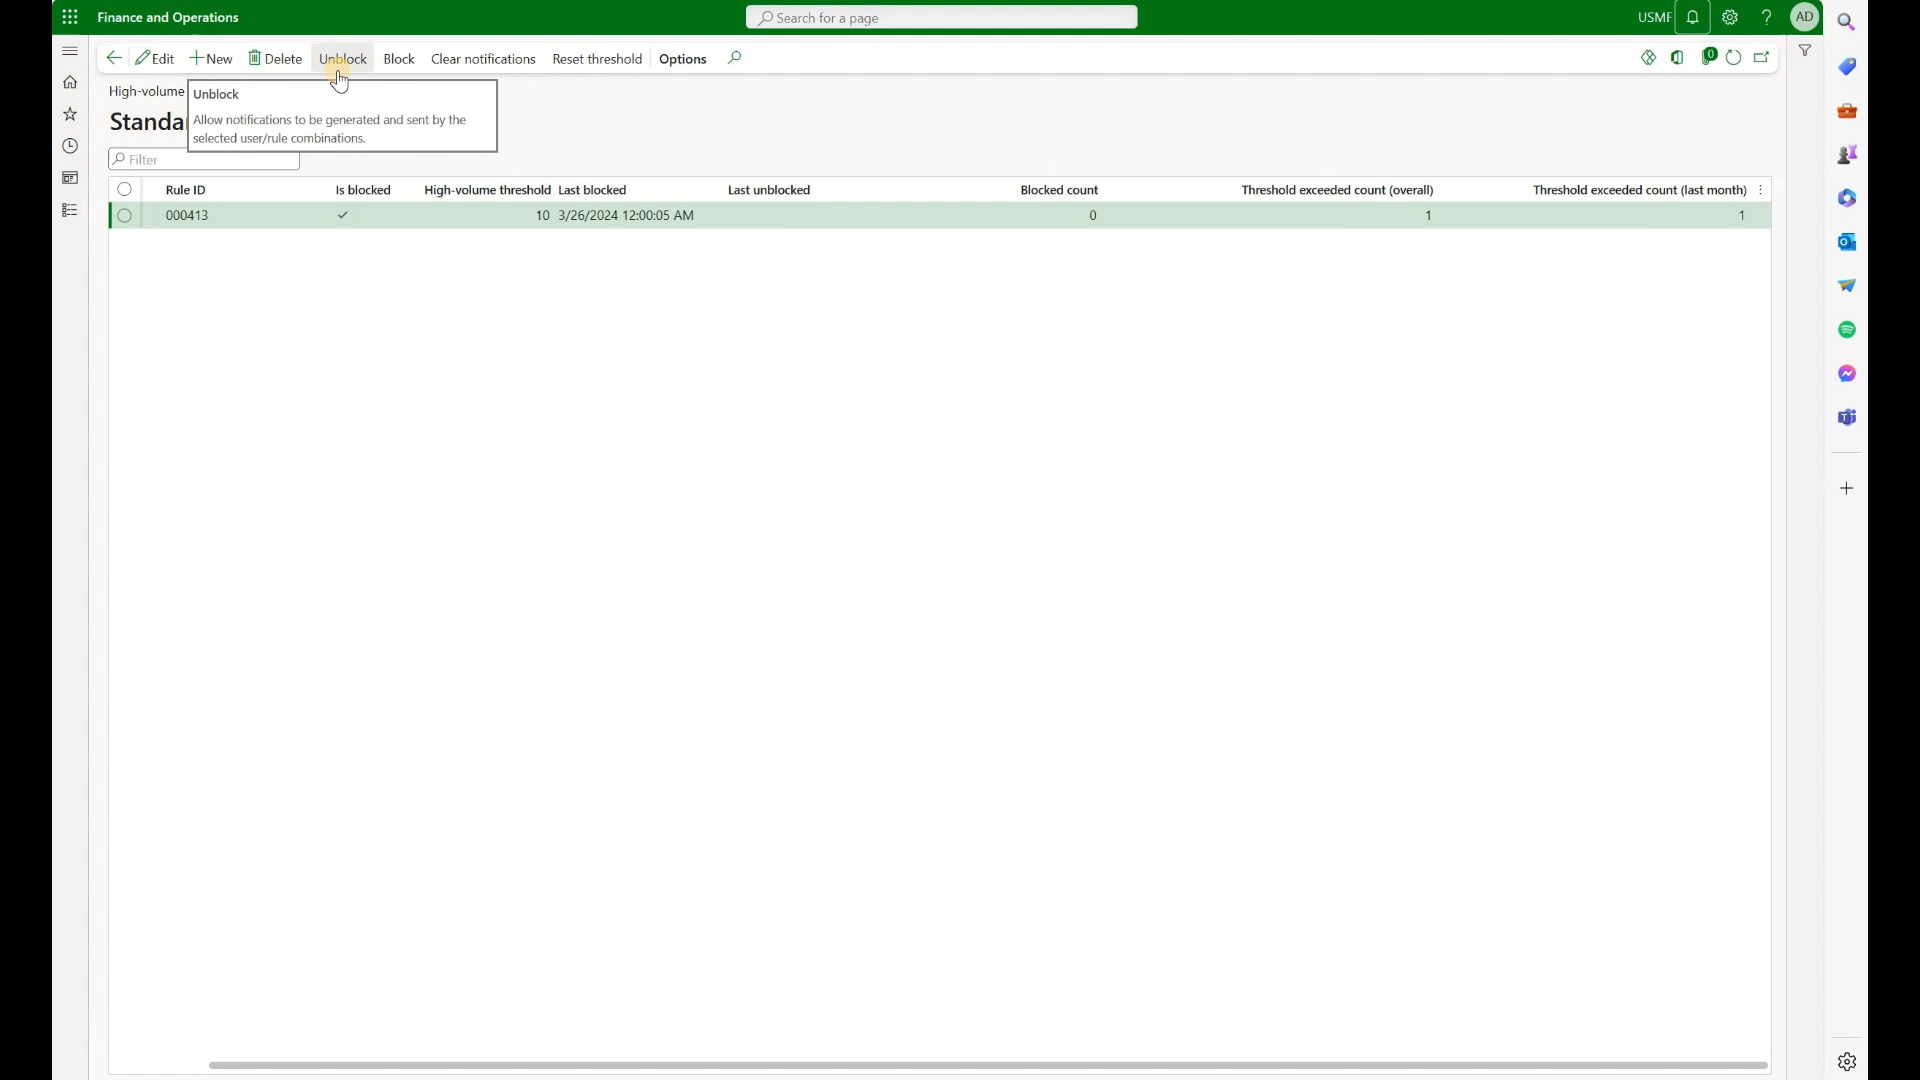 Finance and Operations
Search for a page
USMF
AD
Edit
New
Delete
Unblock
Block
Clear notifications
Reset threshold
Options
0
High-volume
Unblock
Allow notifications to be generated and sent by the
selected user/rule combinations.
Standa
Filter
Rule ID Is blocked High-volume threshold Last blocked Last unblocked Blocked count Threshold exceeded count (overall) Threshold exceeded count (last month)
000413 10 3/26/2024 12:00:05 AM 0 1 1